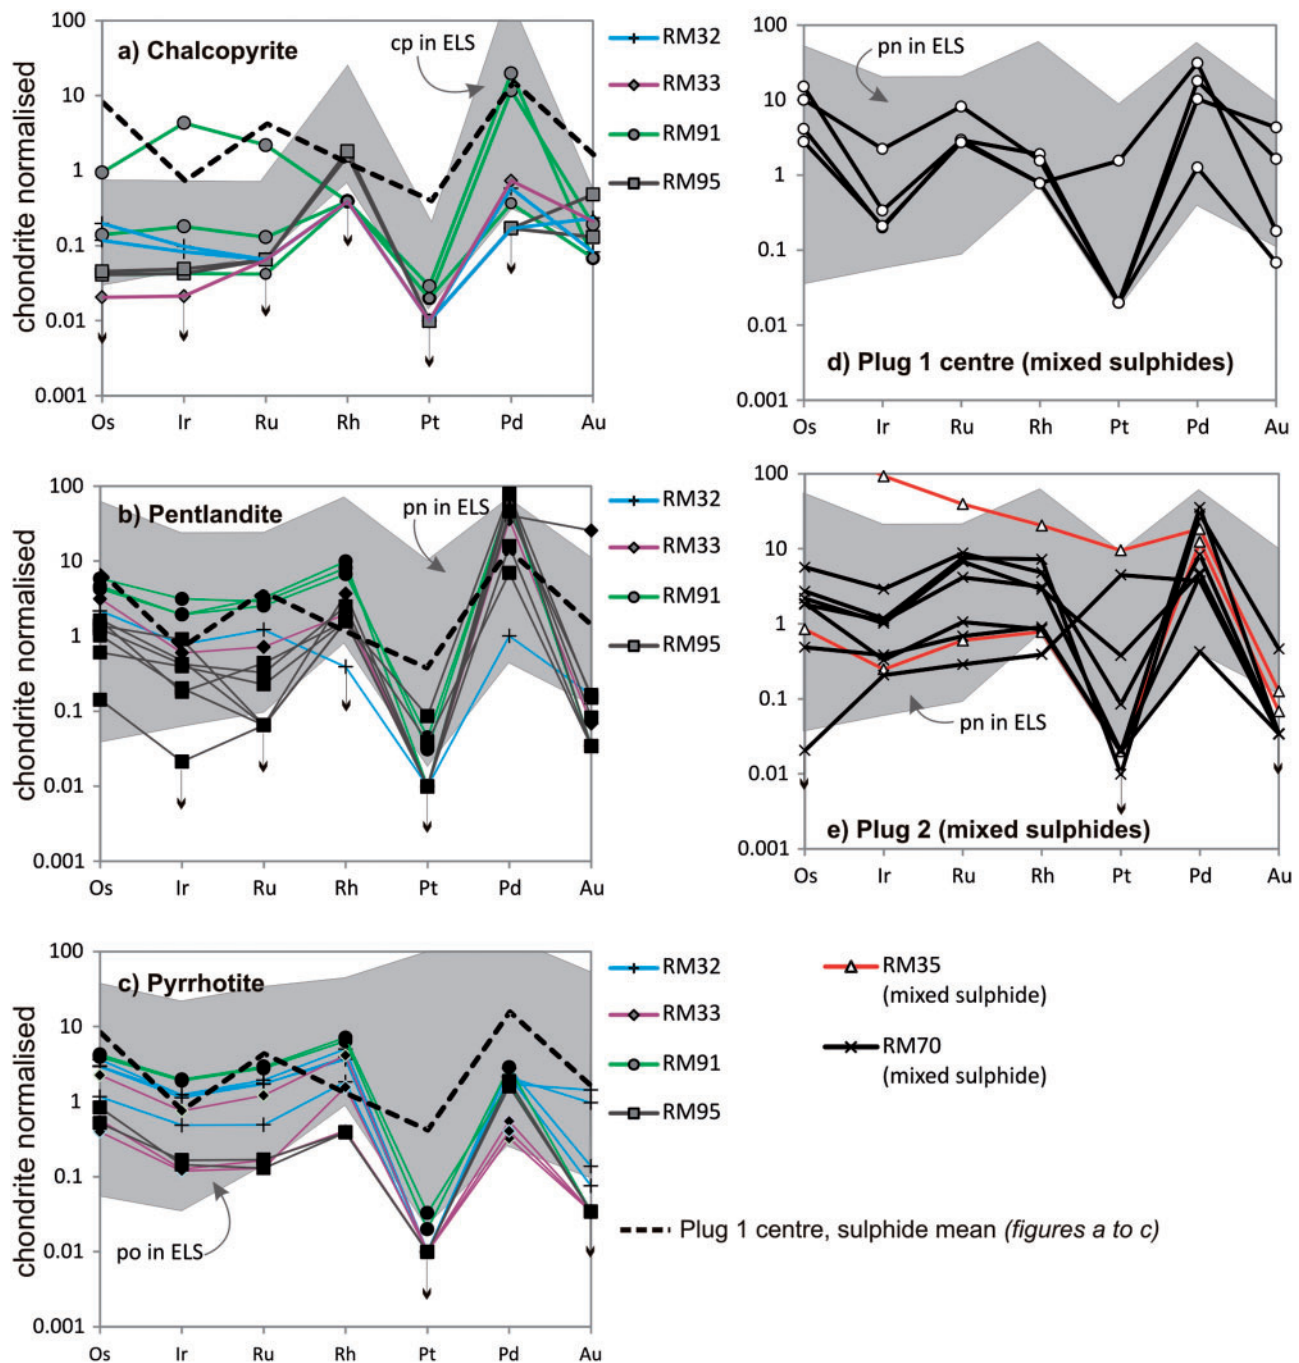 chondrite normalised
100
10
1
0.1
0.01
0.001
a) Chalcopyrite
cp in ELS
Os Ir Ru Rh Pt Pd Au
RM32
RM33
RM91
RM95
100
10
1
0.1
0.01
0.001
pn in ELS
d) Plug 1 centre (mixed sulphides)
Os Ir Ru Rh Pt Pd Au
chondrite normalised
100
10
1
0.1
0.01
0.001
b) Pentlandite
pn in ELS
Os Ir Ru Rh Pt Pd Au
RM32
RM33
RM91
RM95
100
10
1
0.1
0.01
0.001
pn in ELS
e) Plug 2 (mixed sulphides)
Os Ir Ru Rh Pt Pd Au
chondrite normalised
100
10
1
0.1
0.01
0.001
c) Pyrrhotite
po in ELS
Os Ir Ru Rh Pt Pd Au
RM32
RM33
RM91
RM95
RM35
(mixed sulphide)
RM70
(mixed sulphide)
Plug 1 centre, sulphide mean (figures a to c)